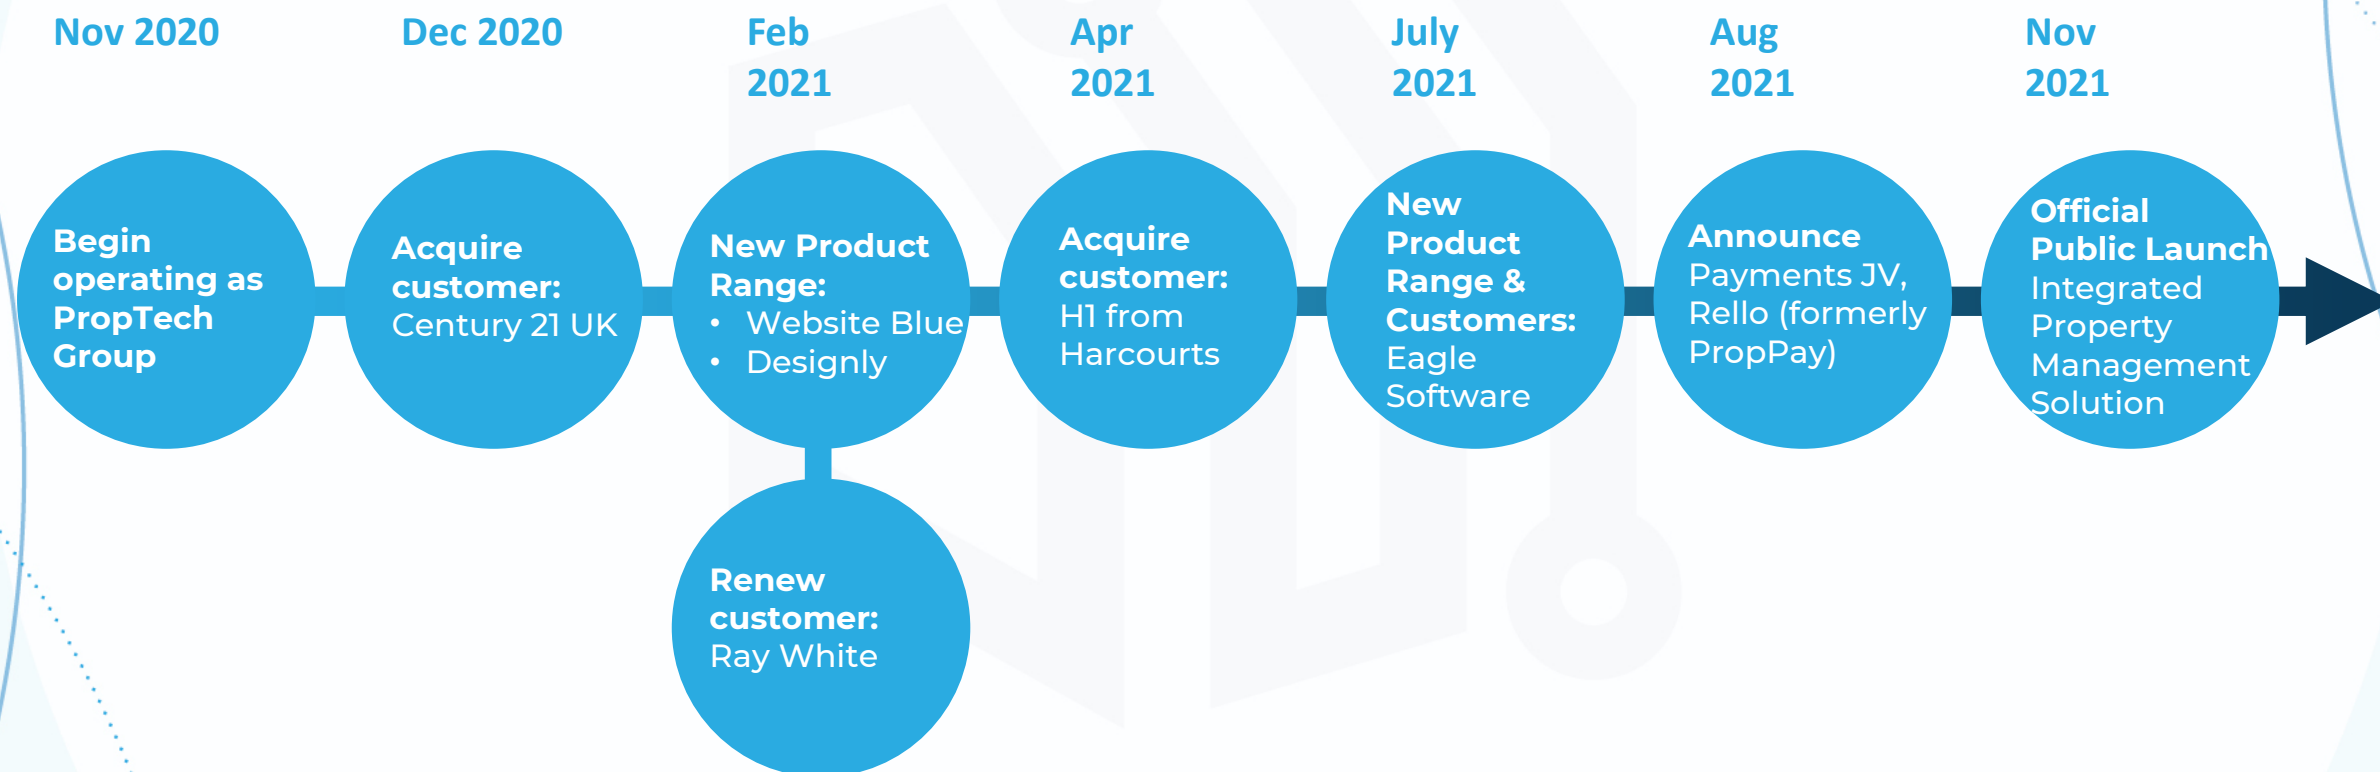 Nov 2020
Dec 2020
Feb
2021
Apr
2021
July
2021
Aug
2021
Nov
2021
Begin
operating as
PropTech
Group
Acquire
customer:
Century 21 UK
New Product
Range:
• Website Blue
• Designly
Acquire
customer:
H1 from
Harcourts
New
Product
Range &
Customers:
Eagle
Software
Announce
Payments JV,
Rello (formerly
PropPay)
Official
Public Launch
Integrated
Property
Management
Solution
Renew
customer:
Ray White